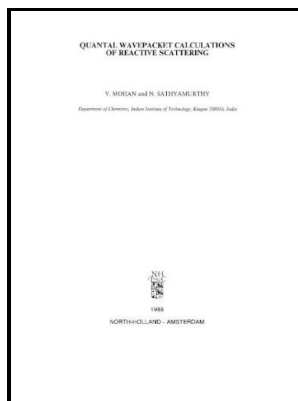 QUANTAL WAVEPACKET CALCULATIONS
OF REACTIVE SCATTERING
V. MOHAN and N. SATHYAMURTHY
Department of Chemistry, Indian Institute of Technology, Kanpur 208016, India
1988
NORTH-HOLLAND - AMSTERDAM